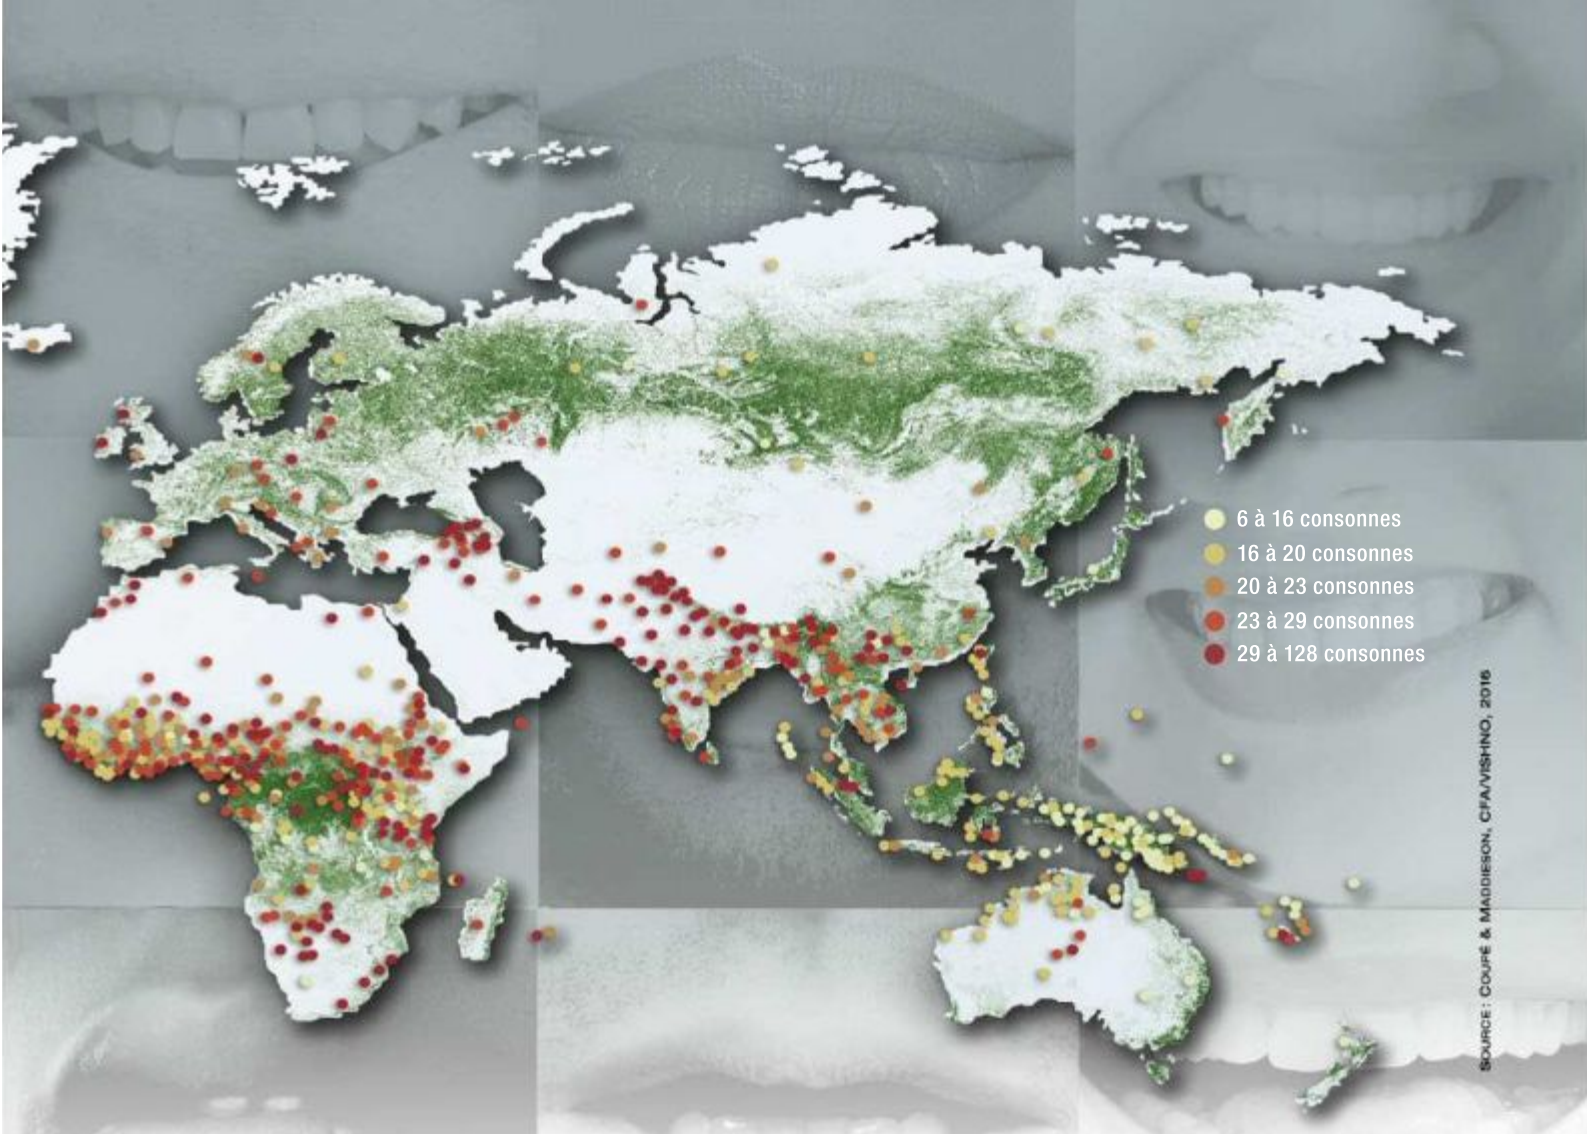 6 à 16 consonnes
16 à 20 consonnes
20 à 23 consonnes
23 à 29 consonnes
29 à 128 consonnes
SOURCE : COUPÉ & MADDIESON, CFA/VISHNO, 2016